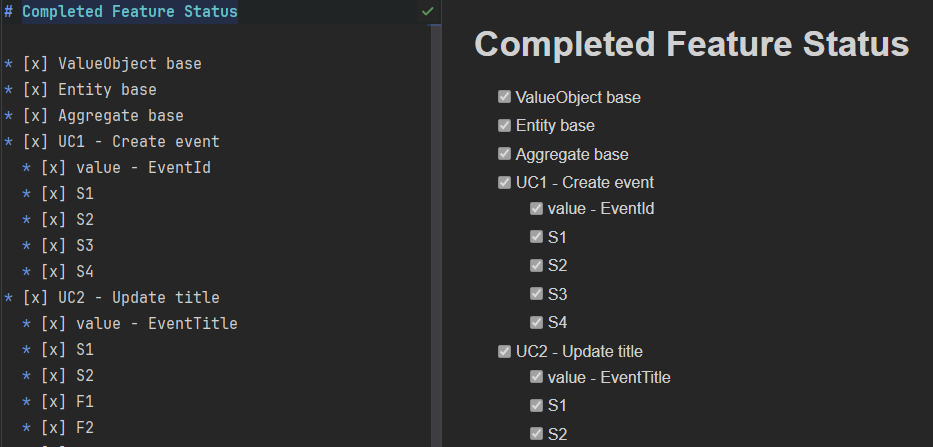 # Completed Feature Status
* [x] ValueObject base
* [x] Entity base
* [x] Aggregate base
* [x] UC1 - Create event
* [x] value - EventId
* [x] S1
* [x] S2
* [x] S3
* [x] S4
* [x] UC2 - Update title
* [x] value - EventTitle
* [x] S1
* [x] S2
* [x] F1
* [x] F2
Completed Feature Status
ValueObject base
Entity base
Aggregate base
UC1 - Create event
value - EventId
S1
S2
S3
S4
UC2 - Update title
value - EventTitle
S1
S2